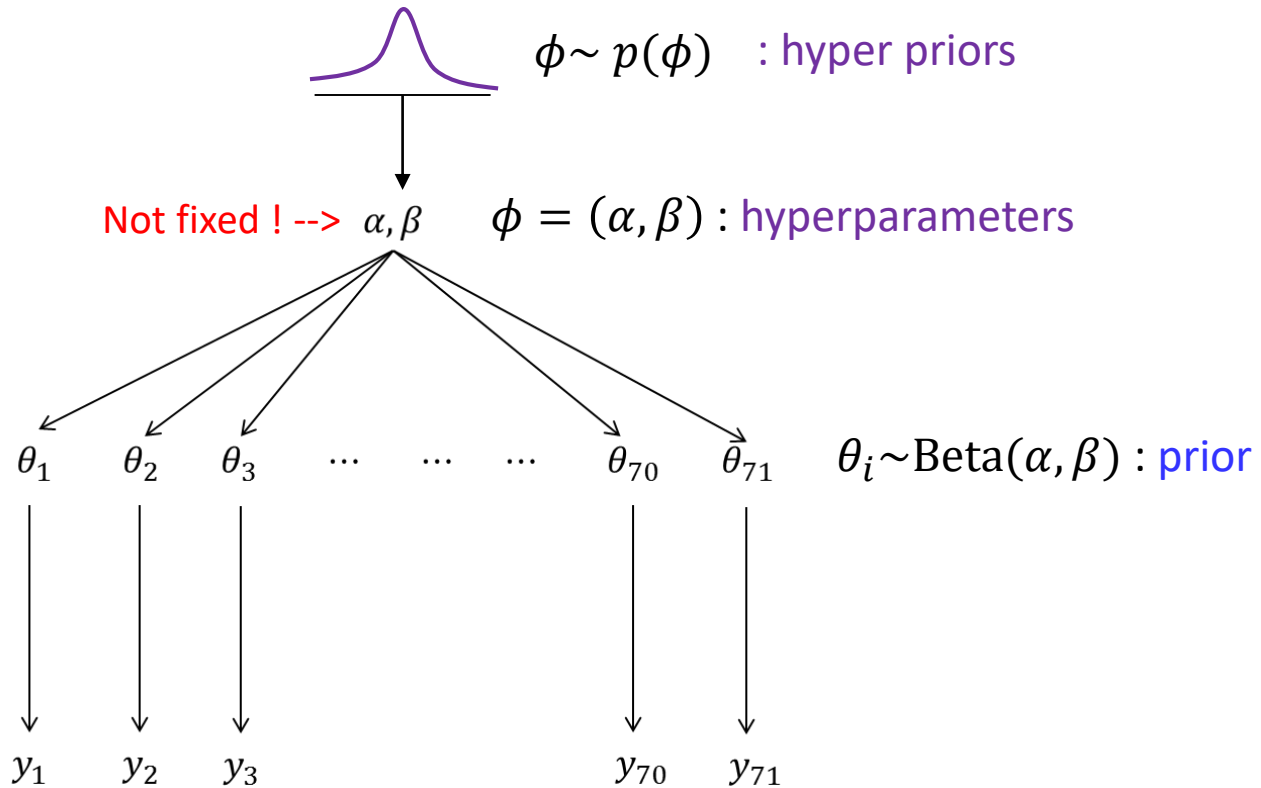 ϕ~ p(ϕ) : hyper priors
Not fixed ! --> α, β ϕ = (α, β) : hyperparameters
θ₁ θ₂ θ₃ ⋯ ⋯ ⋯ θ₇₀ θ₇₁ θᵢ~Beta(α, β) : prior
y₁ y₂ y₃ y₇₀ y₇₁